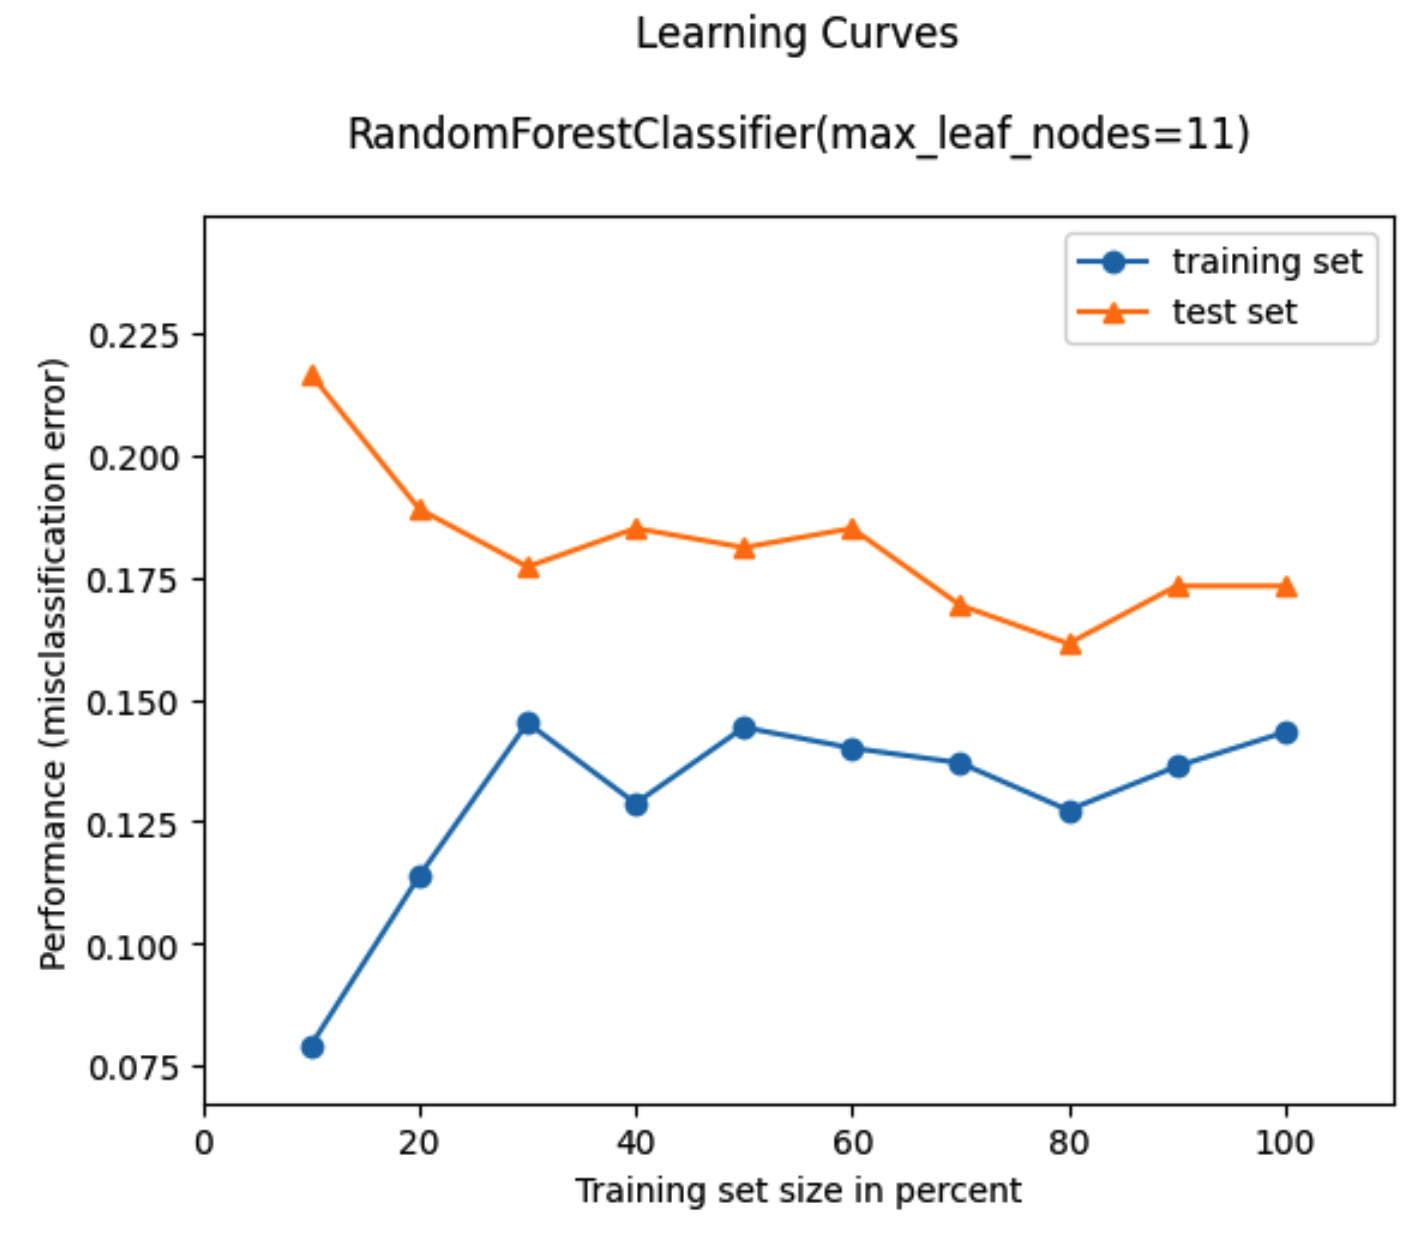 Learning Curves
RandomForestClassifier(max_leaf_nodes=11)
training set
test set
Performance (misclassification error)
0.225
0.200
0.175
0.150
0.125
0.100
0.075
0 20 40 60 80 100
Training set size in percent